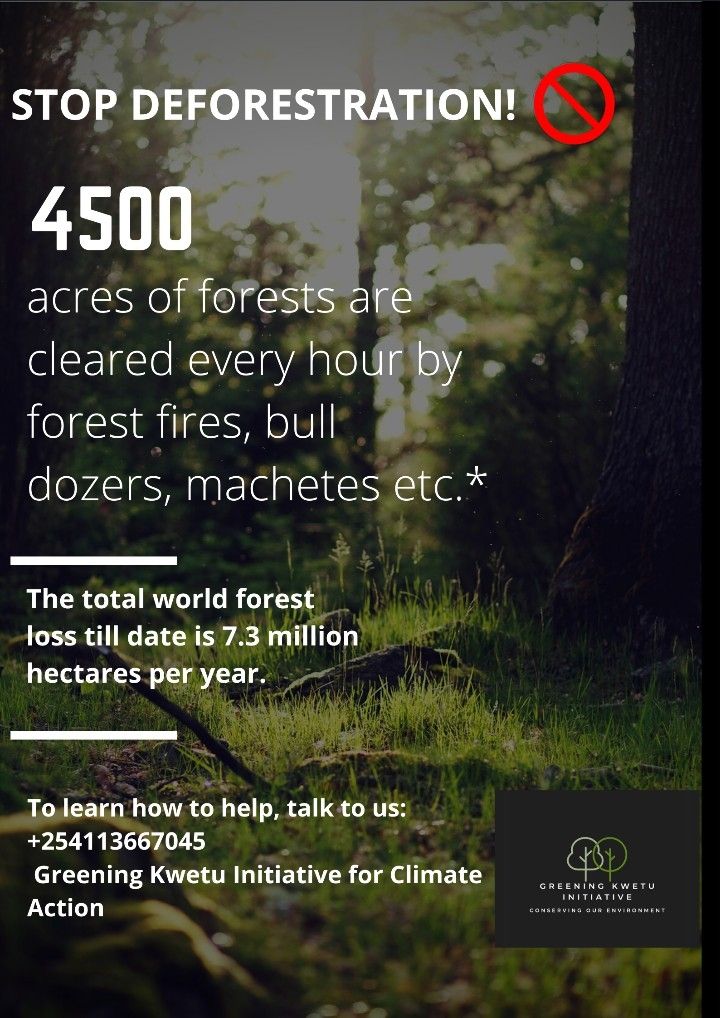 STOP DEFORESTRATION!
4500
acres of forests are
cleared every hour by
forest fires, bull
dozers, machetes etc.*
The total world forest
loss till date is 7.3 million
hectares per year.
To learn how to help, talk to us:
+254113667045
Greening Kwetu Initiative for Climate
Action
GREENING KWETU
INITIATIVE
CONSERVING OUR ENVIRONMENT